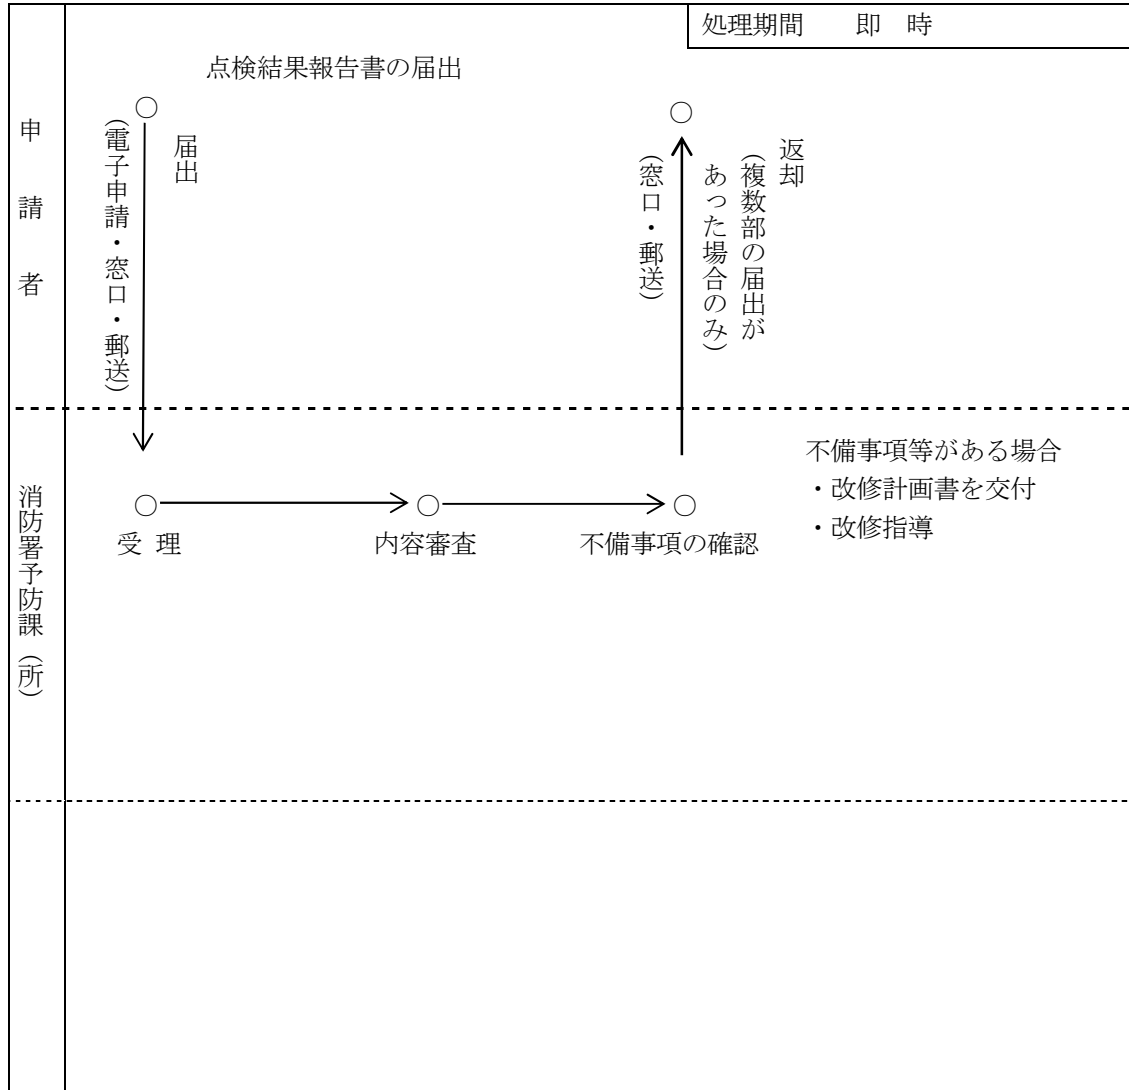 処理期間　　即　時
点検結果報告書の届出
申請者
届出
（電子申請・窓口・郵送）
返却
（複数部の届出が
あった場合のみ）
（窓口・郵送）
消防署予防課（所）
受 理
内容審査
不備事項の確認
不備事項等がある場合
・改修計画書を交付
・改修指導